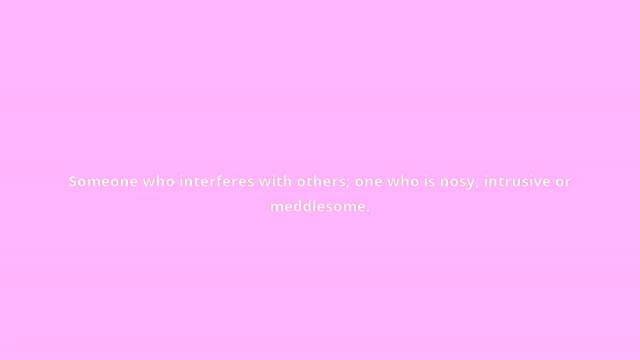 Someone who interferes with others; one who is nosy, intrusive or
meddlesome.